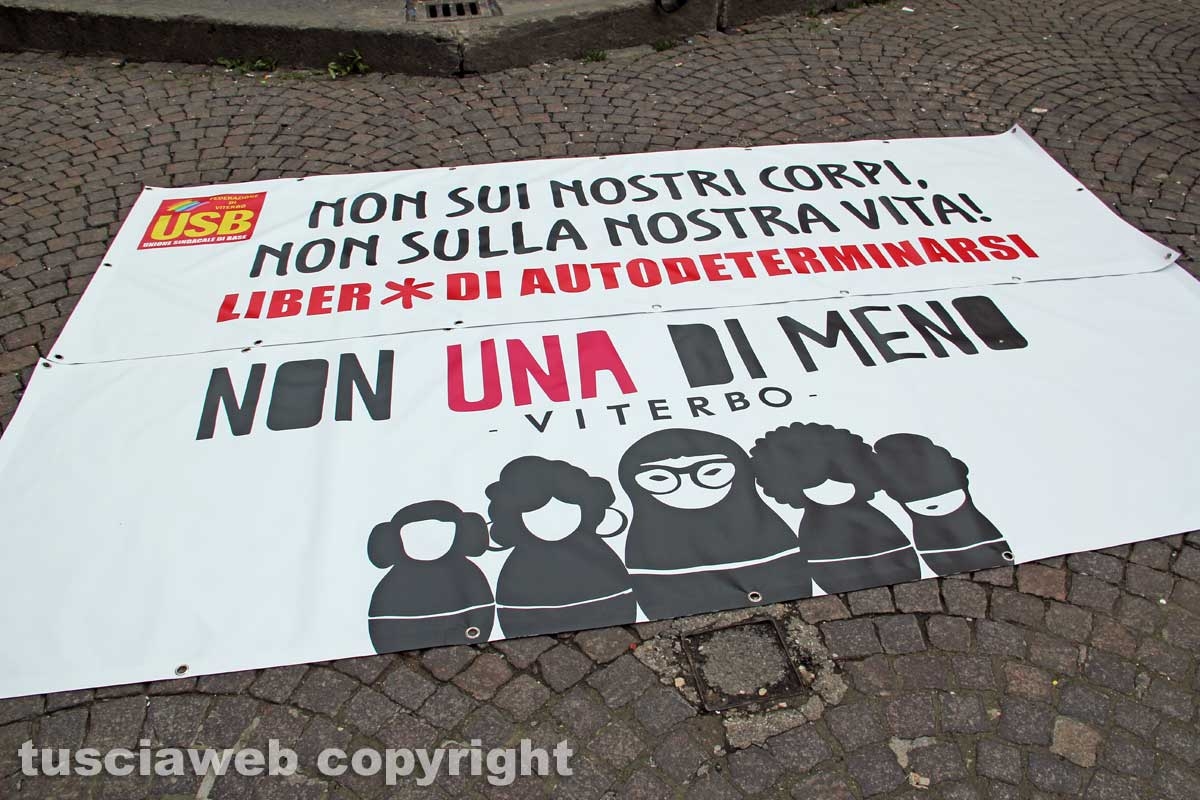 FEDERAZIONE
DI
VITERBO
USB
UNIONE SINDACALE DI BASE
NON SUI NOSTRI CORPI,
NON SULLA NOSTRA VITA!
LIBER* DI AUTODETERMINARSI
NON UNA DI MENO
- VITERBO -
tusciaweb copyright